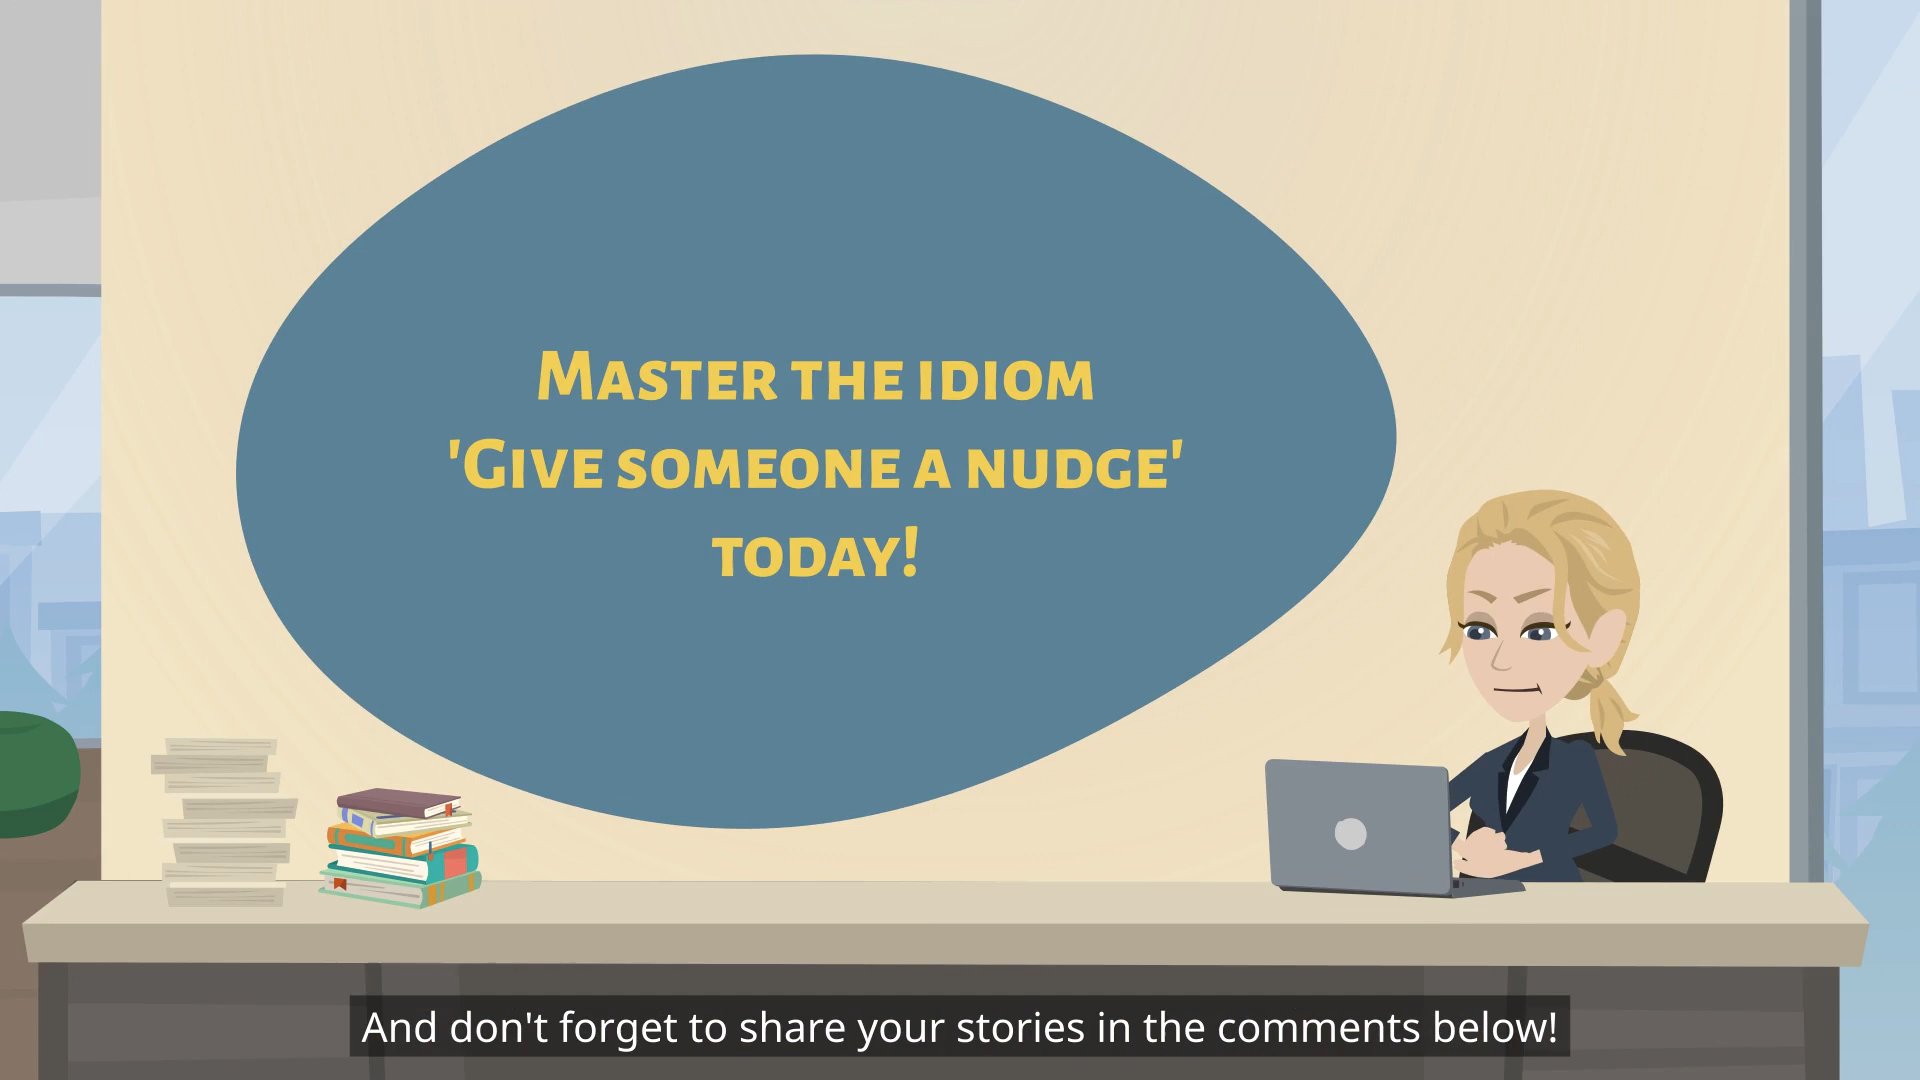 Master the idiom
'Give someone a nudge'
today!
And don't forget to share your stories in the comments below!